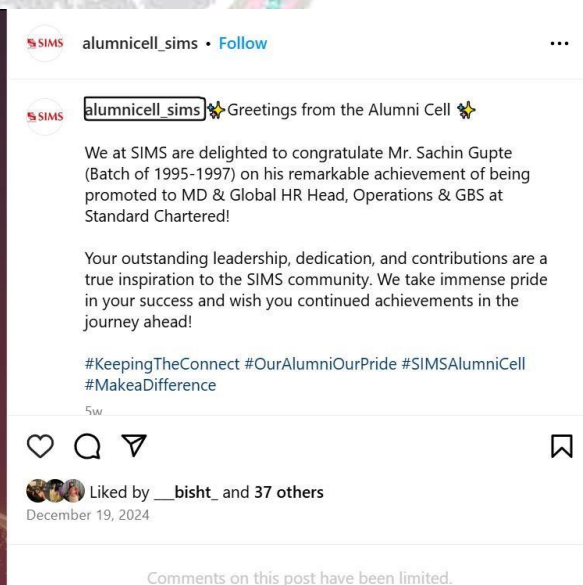 SIMS alumnicell_sims • Follow
SIMS alumnicell_sims ✨Greetings from the Alumni Cell ✨
We at SIMS are delighted to congratulate Mr. Sachin Gupte
(Batch of 1995-1997) on his remarkable achievement of being
promoted to MD & Global HR Head, Operations & GBS at
Standard Chartered!
Your outstanding leadership, dedication, and contributions are a
true inspiration to the SIMS community. We take immense pride
in your success and wish you continued achievements in the
journey ahead!
#KeepingTheConnect #OurAlumniOurPride #SIMSAlumniCell
#MakeaDifference
5w
Liked by ___bisht_ and 37 others
December 19, 2024
Comments on this post have been limited.